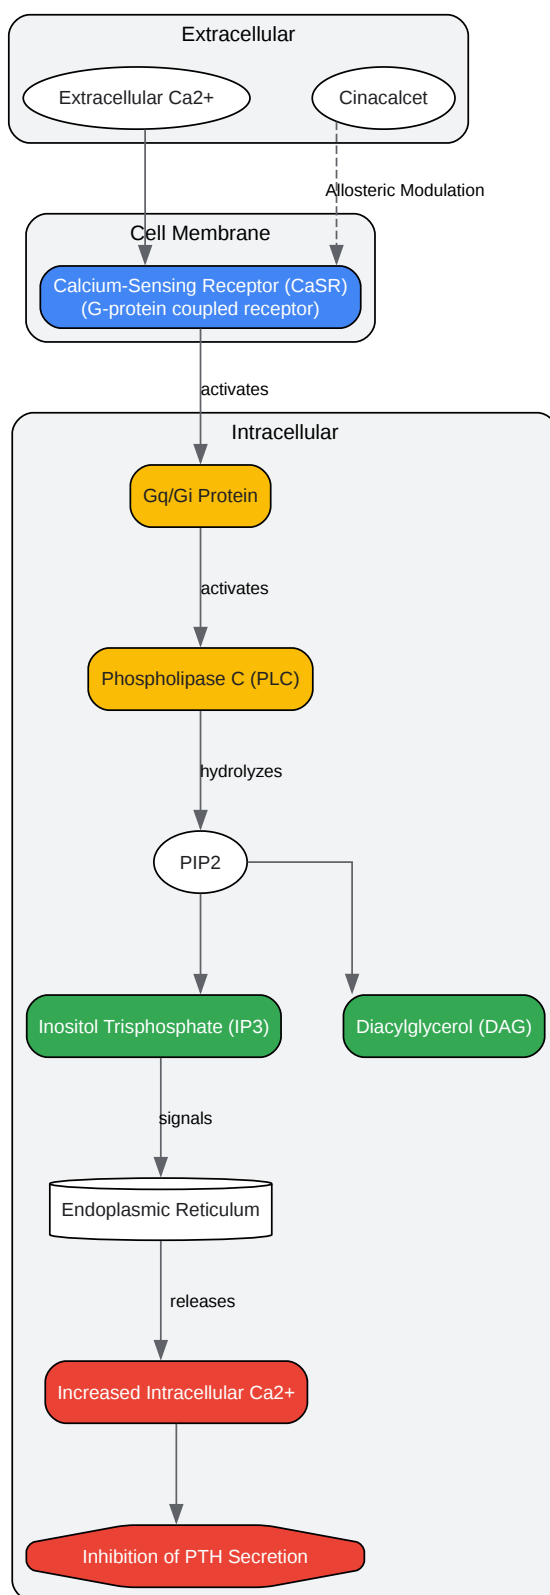 Extracellular
Extracellular Ca2+
Cinacalcet
Allosteric Modulation
Cell Membrane
Calcium-Sensing Receptor (CaSR)
(G-protein coupled receptor)
activates
Intracellular
Gq/Gi Protein
activates
Phospholipase C (PLC)
hydrolyzes
PIP2
Inositol Trisphosphate (IP3)
Diacylglycerol (DAG)
signals
Endoplasmic Reticulum
releases
Increased Intracellular Ca2+
Inhibition of PTH Secretion